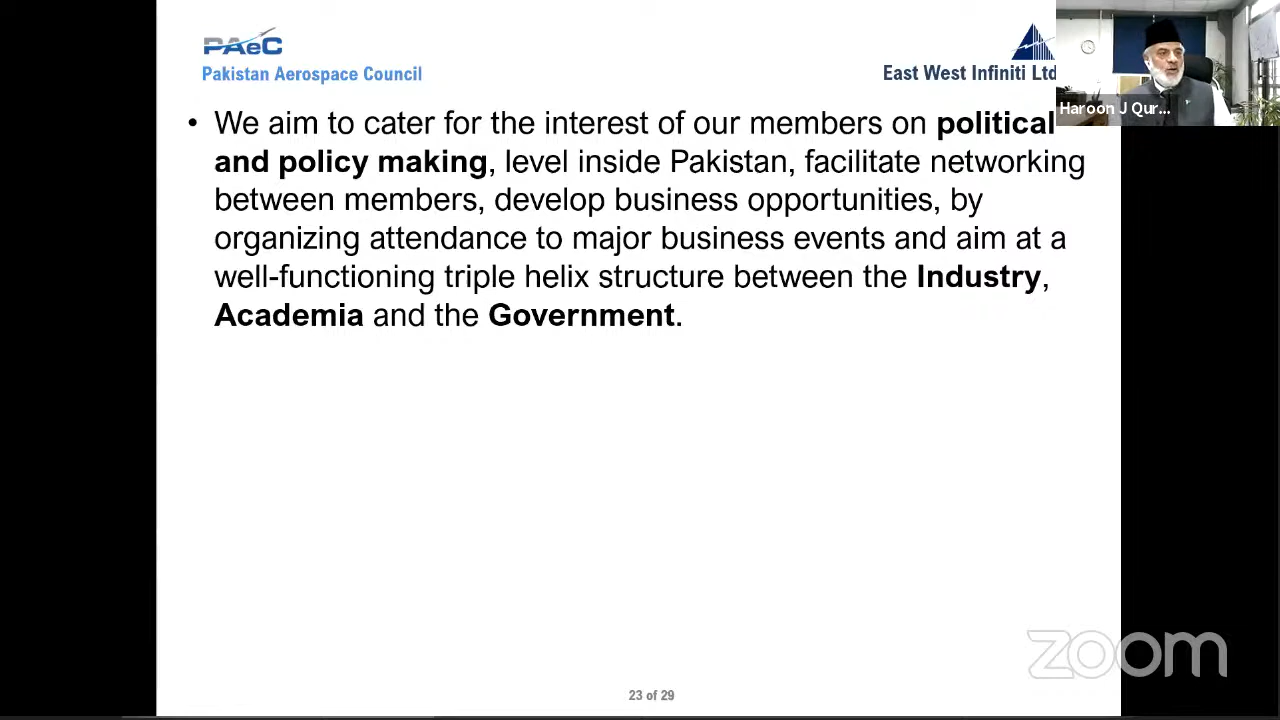 PAeC
Pakistan Aerospace Council
East West Infiniti Ltd
Haroon J Qur...
• We aim to cater for the interest of our members on political
and policy making, level inside Pakistan, facilitate networking
between members, develop business opportunities, by
organizing attendance to major business events and aim at a
well-functioning triple helix structure between the Industry,
Academia and the Government.
zoom
23 of 29